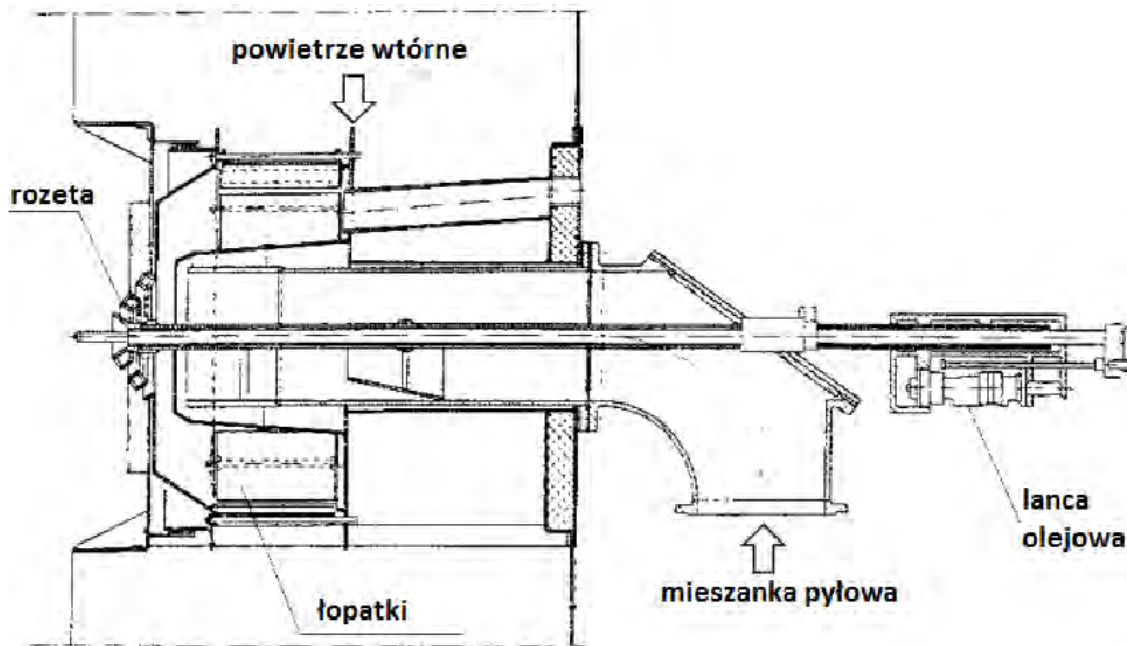 powietrze wtórne
rozeta
lanca
olejowa
mieszanka pyłowa
łopatki